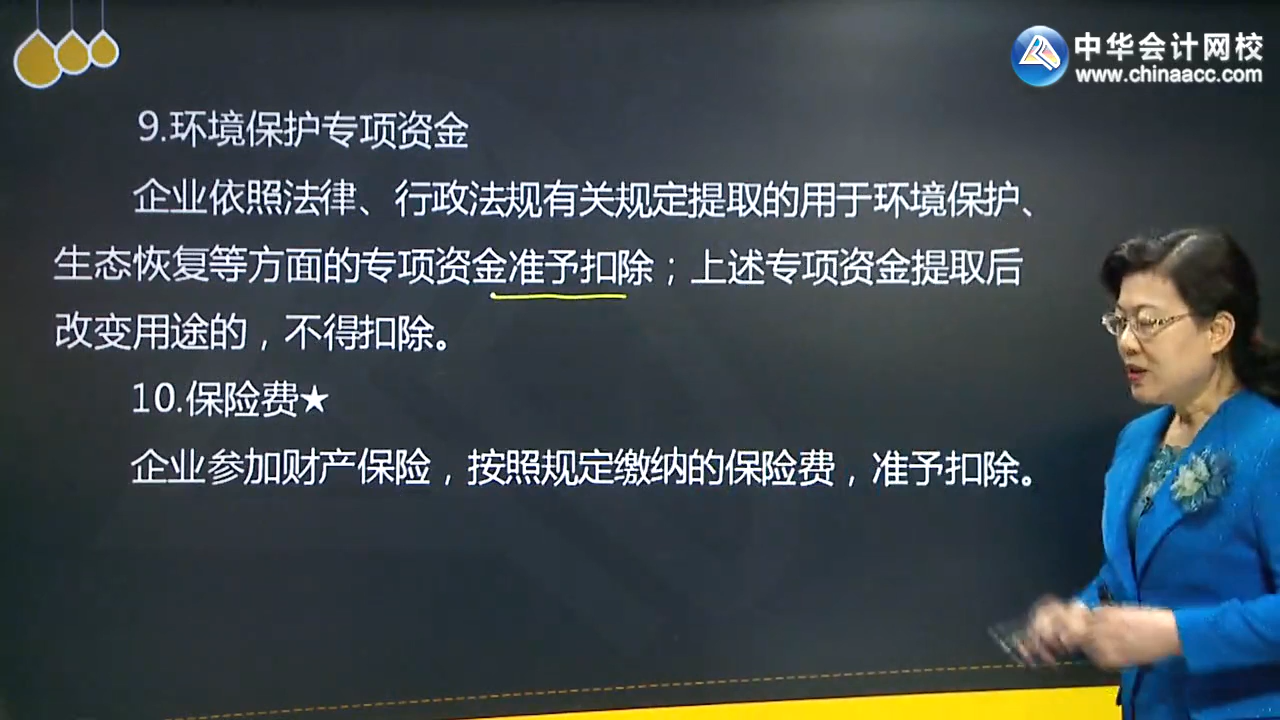 中华会计网校
www.chinaacc.com
9.环境保护专项资金
企业依照法律、行政法规有关规定提取的用于环境保护、
生态恢复等方面的专项资金准予扣除；上述专项资金提取后
改变用途的，不得扣除。
10.保险费★
企业参加财产保险，按照规定缴纳的保险费，准予扣除。